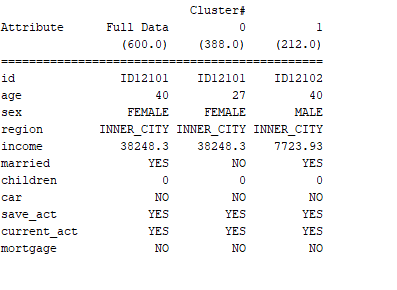 Cluster#
Attribute Full Data 0 1
(600.0) (388.0) (212.0)
================================================
id ID12101 ID12101 ID12102
age 40 27 40
sex FEMALE FEMALE MALE
region INNER_CITY INNER_CITY INNER_CITY
income 38248.3 38248.3 7723.93
married YES NO YES
children 0 0 0
car NO NO NO
save_act YES YES YES
current_act YES YES YES
mortgage NO NO NO